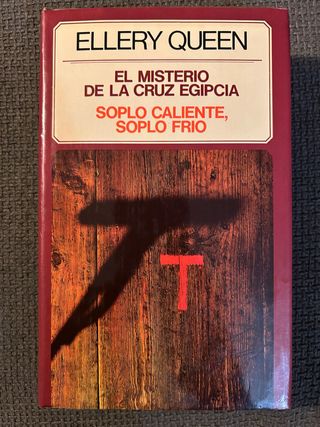 ELLERY QUEEN
EL MISTERIO
DE LA CRUZ EGIPCIA
SOPLO CALIENTE,
SOPLO FRIO
T